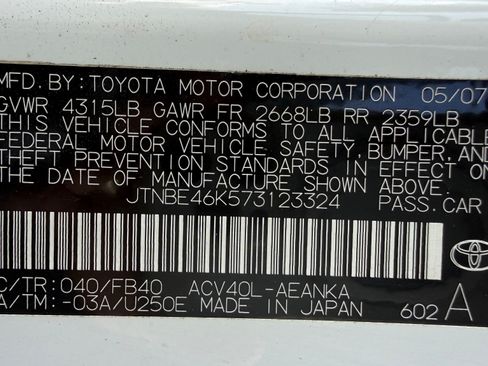 MFD. BY: TOYOTA MOTOR CORPORATION 05/07
GVWR 4315LB GAWR FR 2668LB RR 2359LB
THIS VEHICLE CONFORMS TO ALL APPLICABLE
FEDERAL MOTOR VEHICLE SAFETY, BUMPER, AND
THEFT PREVENTION STANDARDS IN EFFECT ON
THE DATE OF MANUFACTURE SHOWN ABOVE.
JTNBE46K573123324 PASS.CAR
C/TR: 040/FB40 ACV40L-AEANKA
A/TM: -03A/U250E MADE IN JAPAN 602 A